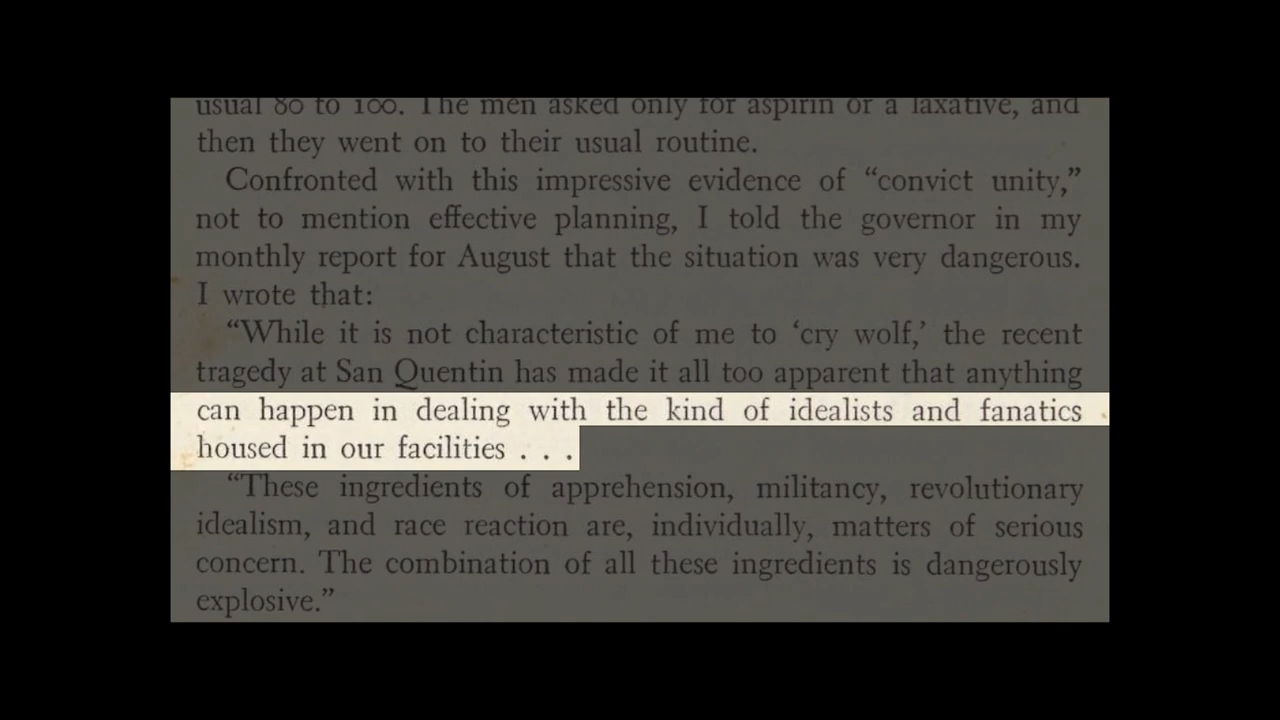 usual 80 to 100. The men asked only for aspirin or a laxative, and
then they went on to their usual routine.
Confronted with this impressive evidence of “convict unity,”
not to mention effective planning, I told the governor in my
monthly report for August that the situation was very dangerous.
I wrote that:
“While it is not characteristic of me to ‘cry wolf,’ the recent
tragedy at San Quentin has made it all too apparent that anything
can happen in dealing with the kind of idealists and fanatics
housed in our facilities . . .
“These ingredients of apprehension, militancy, revolutionary
idealism, and race reaction are, individually, matters of serious
concern. The combination of all these ingredients is dangerously
explosive.”